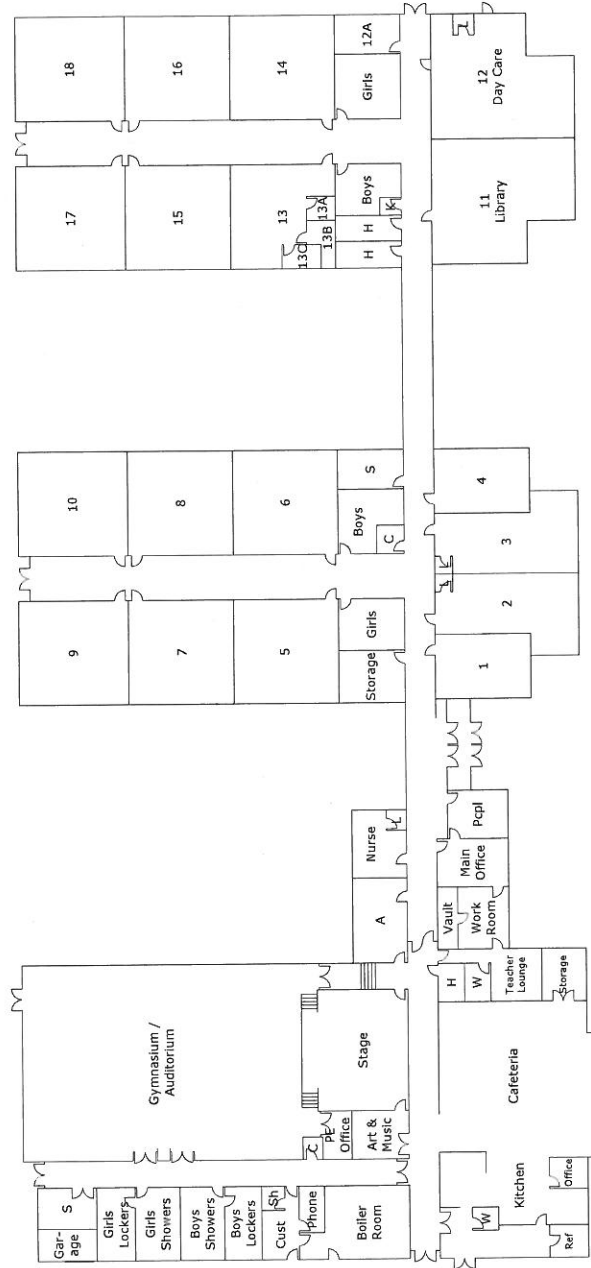 Gar-
age
S
9
10
17
18
Girls
Lockers
Girls
Showers
Gymnasium /
Auditorium
7
8
15
16
Boys
Showers
Boys
Lockers
5
6
13
14
13C
13B
13A
Cust
Sh
Phone
C
PE
Office
Stage
Storage
Girls
Boys
C
S
H
H
Boys
K
Girls
12A
Boiler
Room
Art &
Music
A
Nurse
L
W
Kitchen
Ref
Office
Cafeteria
H
W
Teacher
Lounge
Storage
Vault
Work
Room
Main
Office
Pcpl
1
2
L
L
3
4
11
Library
12
Day Care
L